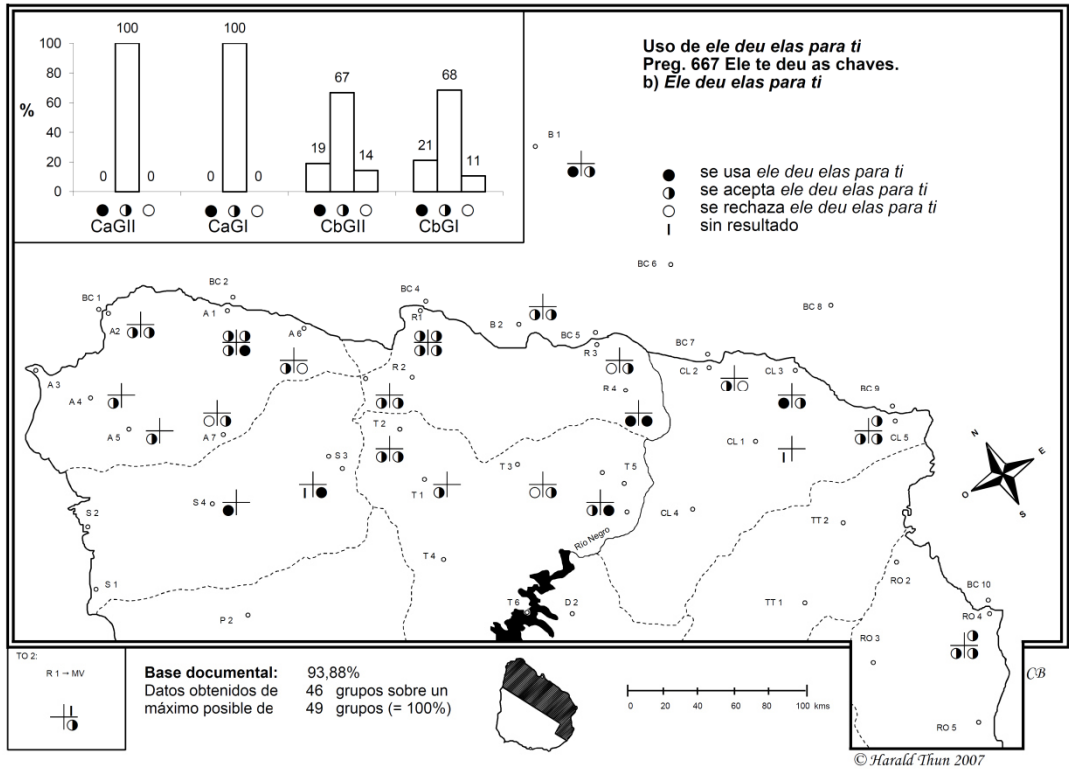 100
100
100
80
67
68
%
60
40
20
19
14
21
11
0
0
0
0
0
CaGII
CaGI
CbGII
CbGI
Uso de ele deu elas para ti
Preg. 667 Ele te deu as chaves.
b) Ele deu elas para ti
se usa ele deu elas para ti
se acepta ele deu elas para ti
se rechaza ele deu elas para ti
sin resultado
B 1
BC 6
BC 1
BC 2
BC 4
BC 8
A 1
A2
A 6
R1
B 2
BC 5
R 3
BC 7
CL 2
CL 3
A 3
A 4
R 2
R 4
BC 9
A 5
A 7
T 2
CL 1
CL 5
N
E
O
S
S 3
T 3
T 5
S 4
T 1
CL 4
S 2
TT 2
Río Negro
T 4
S 1
RO 2
P 2
T 6
D 2
TT 1
BC 10
RO 4
RO 3
RO 5
CB
TO 2:
R 1 → MV
Base documental: 93,88%
Datos obtenidos de 46 grupos sobre un
máximo posible de 49 grupos (= 100%)
0 20 40 60 80 100 kms
© Harald Thun 2007